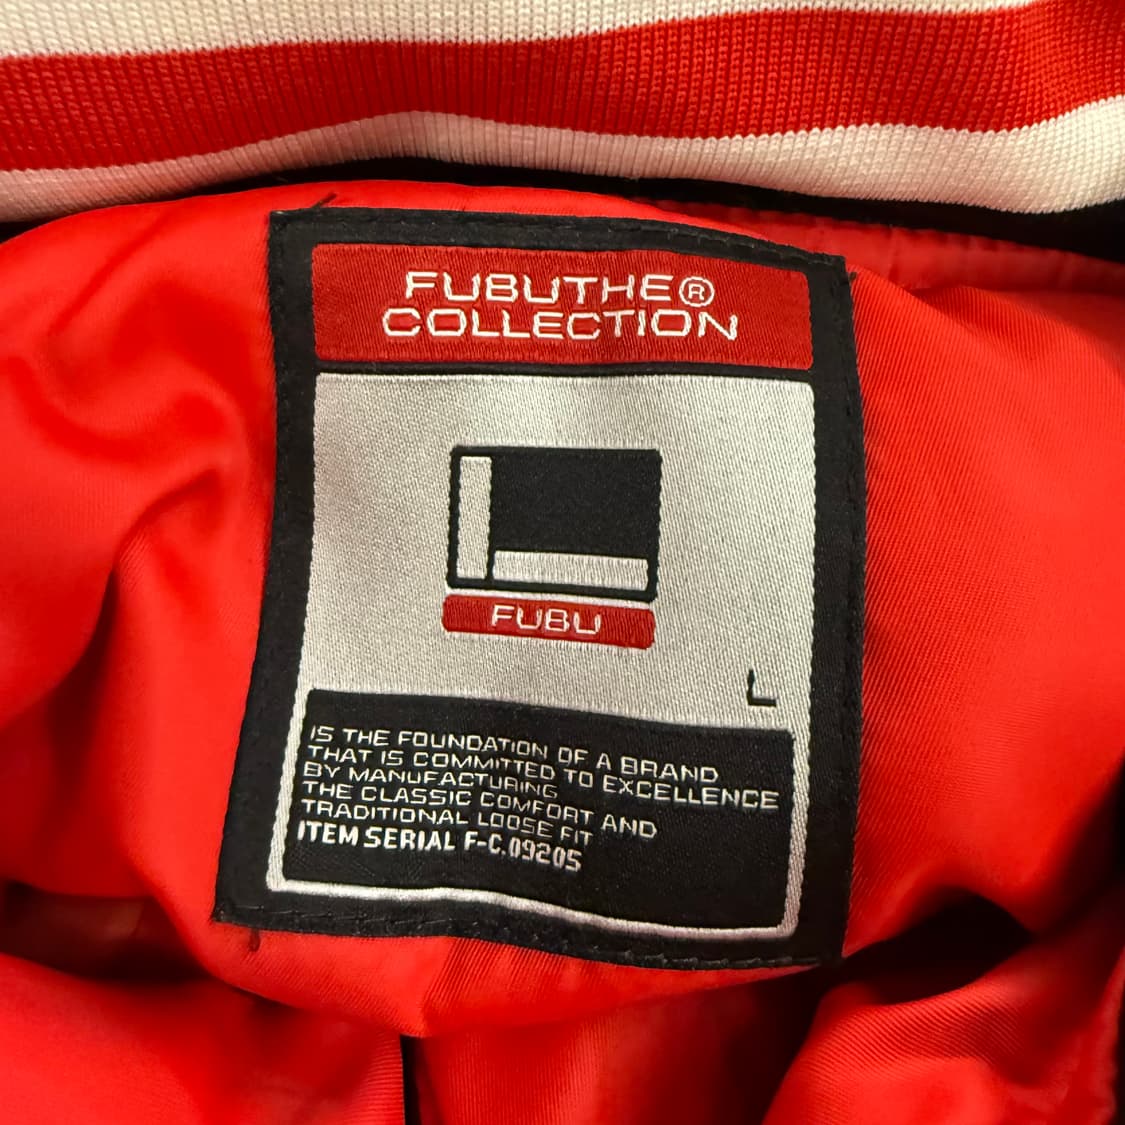 FUBUTHE®
COLLECTION
FUBU
L
IS THE FOUNDATION OF A BRAND
THAT IS COMMITTED TO EXCELLENCE
BY MANUFACTURING
THE CLASSIC COMFORT AND
TRADITIONAL LOOSE FIT
ITEM SERIAL F-C.09205